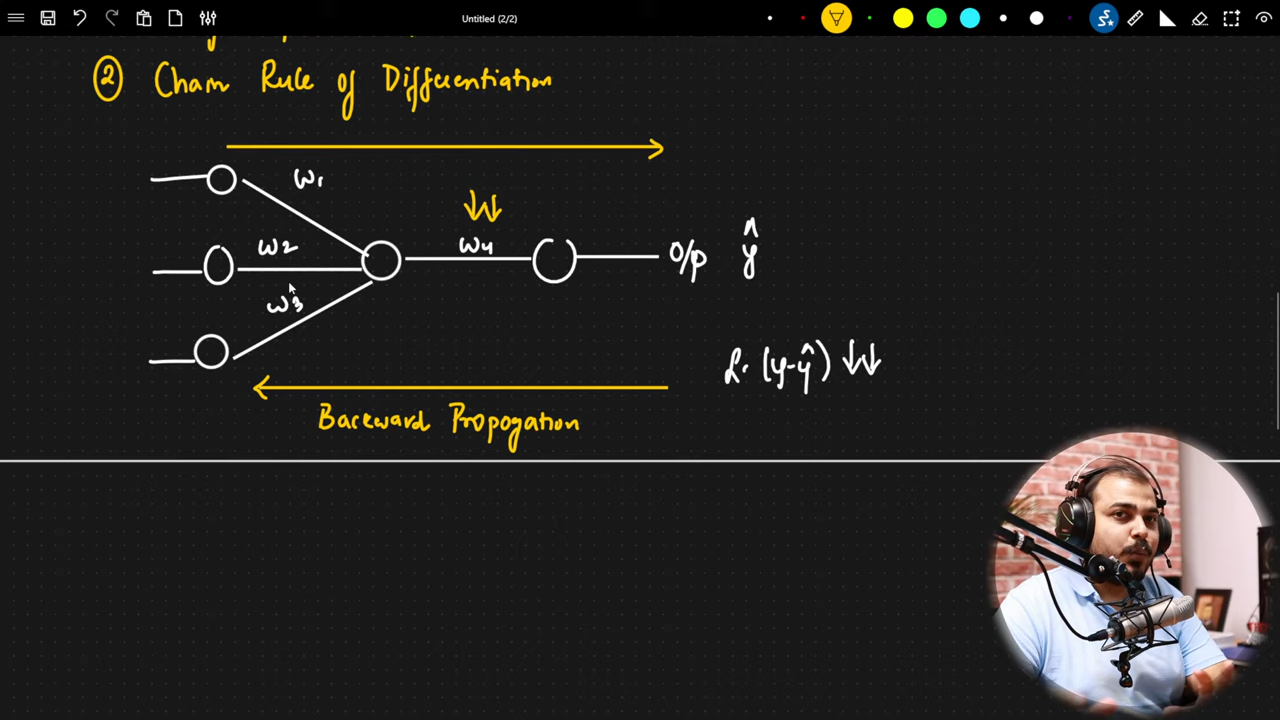 Untitled (2/2)
② Chain Rule of Differentiation
w1
w2
w4
O/p ŷ
w3
(y-ŷ)
Backward Propogation